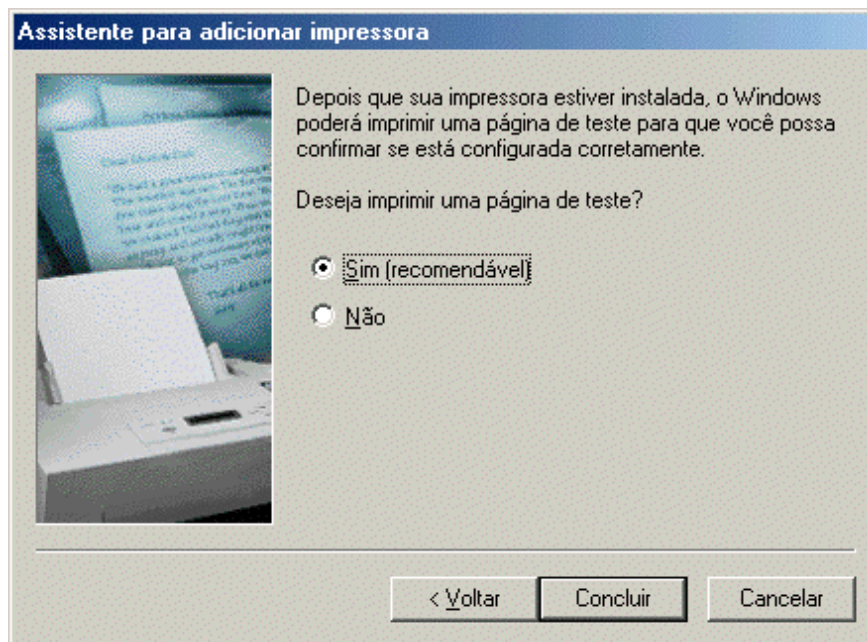 Assistente para adicionar impressora
Depois que sua impressora estiver instalada, o Windows
poderá imprimir uma página de teste para que você possa
confirmar se está configurada corretamente.
Deseja imprimir uma página de teste?
Sim (recomendável)
Não
< Voltar
Concluir
Cancelar